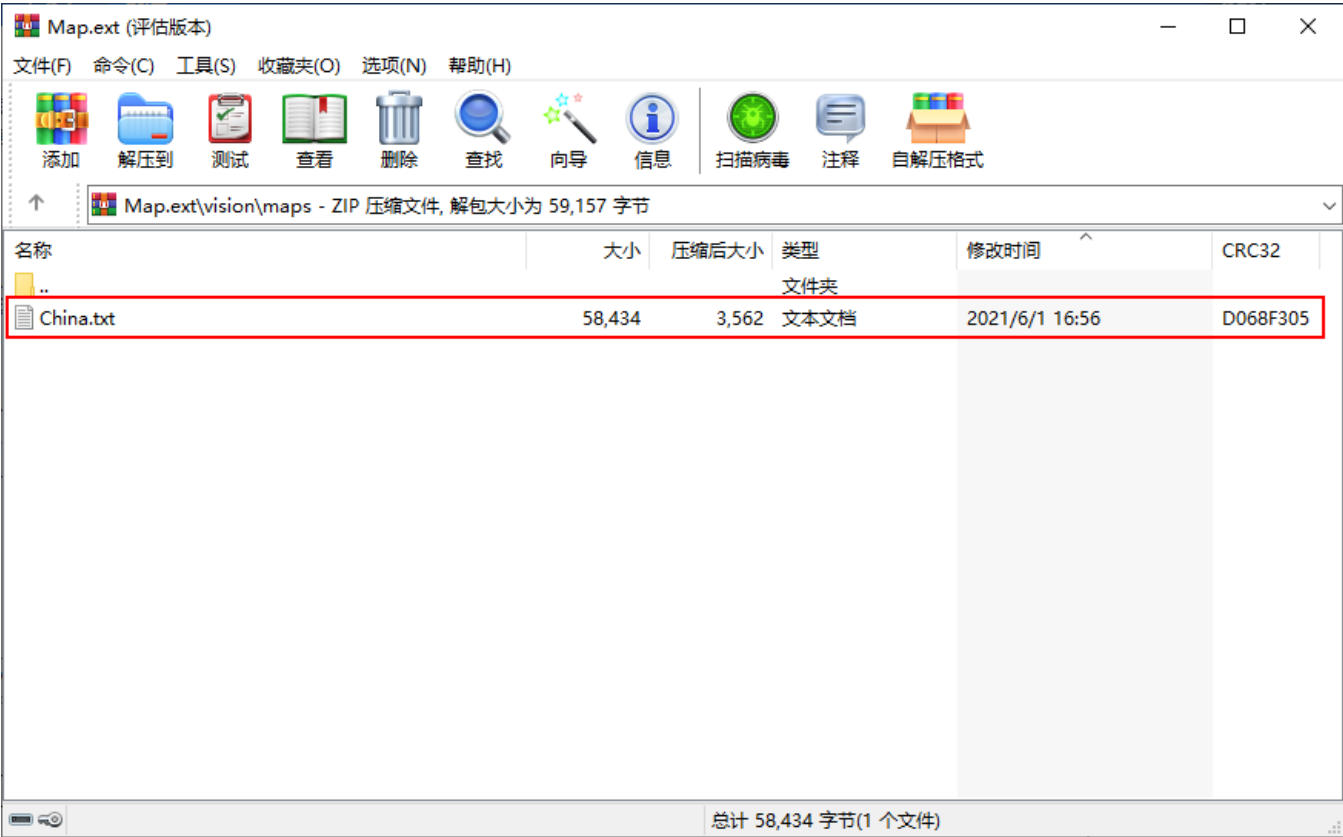 Map.ext (评估版本)
文件(F) 命令(C) 工具(S) 收藏夹(O) 选项(N) 帮助(H)
添加 解压到 测试 查看 删除 查找 向导 信息 扫描病毒 注释 自解压格式
Map.ext\vision\maps - ZIP 压缩文件, 解包大小为 59,157 字节
名称 大小 压缩后大小 类型 修改时间 CRC32
.. 文件夹
China.txt 58,434 3,562 文本文档 2021/6/1 16:56 D068F305
总计 58,434 字节(1 个文件)